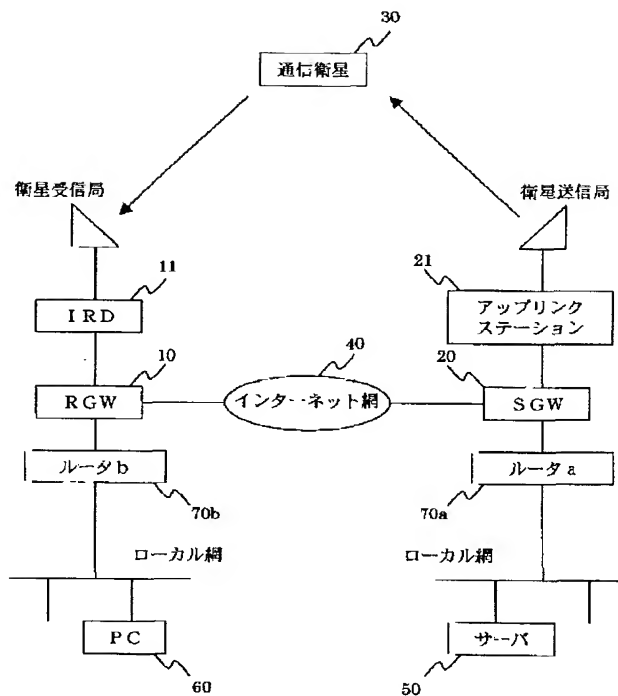 30
通信衛星
衛星受信局
衛星送信局
11
21
IRD
アップリンク
ステーション
10
40
20
RGW
インターネット網
SGW
ルータb
ルータa
70b
70a
ローカル網
ローカル網
PC
サーバ
60
50